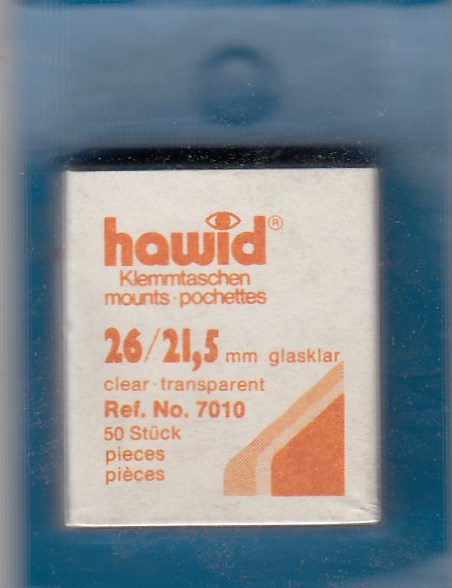 hawid®
Klemmtaschen
mounts·pochettes
26/21,5 mm glasklar
clear·transparent
Ref. No. 7010
50 Stück
pieces
pièces